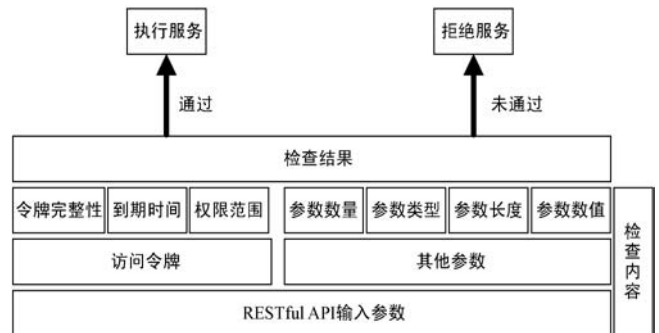 执行服务
拒绝服务
通过
未通过
检查结果
令牌完整性
到期时间
权限范围
参数数量
参数类型
参数长度
参数数值
访问令牌
其他参数
检查内容
RESTful API输入参数